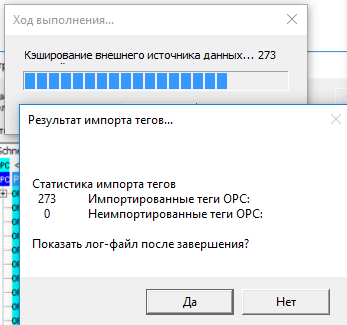 Ход выполнения...
Кэширование внешнего источника данных... 273
Результат импорта тегов...
Schne
Статистика импорта тегов
273 Импортированные теги OPC:
0 Неимпортированные теги OPC:
Показать лог-файл после завершения?
Да Нет